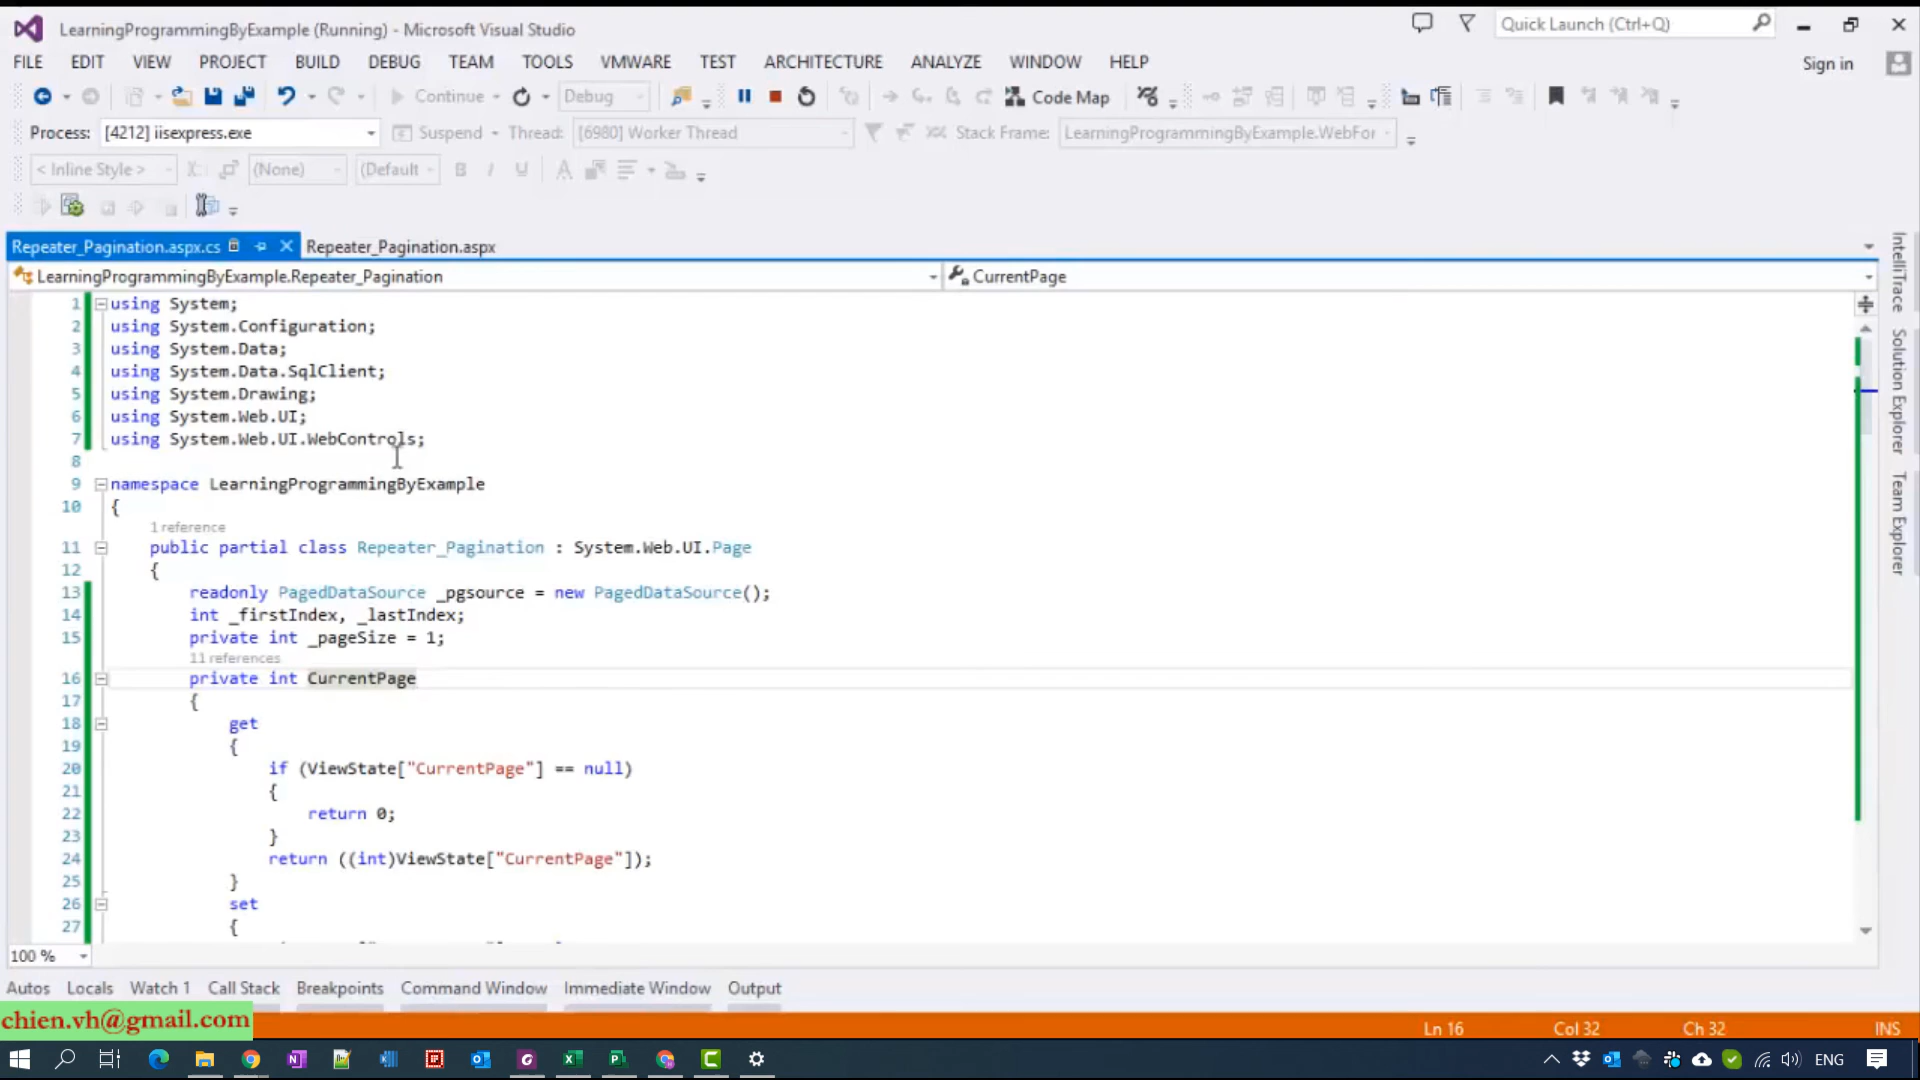 LearningProgrammingByExample (Running) - Microsoft Visual Studio
Quick Launch (Ctrl+Q)
FILE EDIT VIEW PROJECT BUILD DEBUG TEAM TOOLS VMWARE TEST ARCHITECTURE ANALYZE WINDOW HELP
Sign in
Continue Debug Code Map
Process: [4212] iisexpress.exe Suspend Thread: [6980] Worker Thread Stack Frame: LearningProgrammingByExample.WebFor
< Inline Style > (None) (Default
Repeater_Pagination.aspx.cs Repeater_Pagination.aspx
LearningProgrammingByExample.Repeater_Pagination CurrentPage
1 using System;
2 using System.Configuration;
3 using System.Data;
4 using System.Data.SqlClient;
5 using System.Drawing;
6 using System.Web.UI;
7 using System.Web.UI.WebControls;
8
9 namespace LearningProgrammingByExample
10 {
1 reference
11 public partial class Repeater_Pagination : System.Web.UI.Page
12 {
13 readonly PagedDataSource _pgsource = new PagedDataSource();
14 int _firstIndex, _lastIndex;
15 private int _pageSize = 1;
11 references
16 private int CurrentPage
17 {
18 get
19 {
20 if (ViewState["CurrentPage"] == null)
21 {
22 return 0;
23 }
24 return ((int)ViewState["CurrentPage"]);
25 }
26 set
27 {
IntelliTrace
Solution Explorer
Team Explorer
100 %
Autos Locals Watch 1 Call Stack Breakpoints Command Window Immediate Window Output
chien.vh@gmail.com
Ln 16 Col 32 Ch 32 INS
ENG